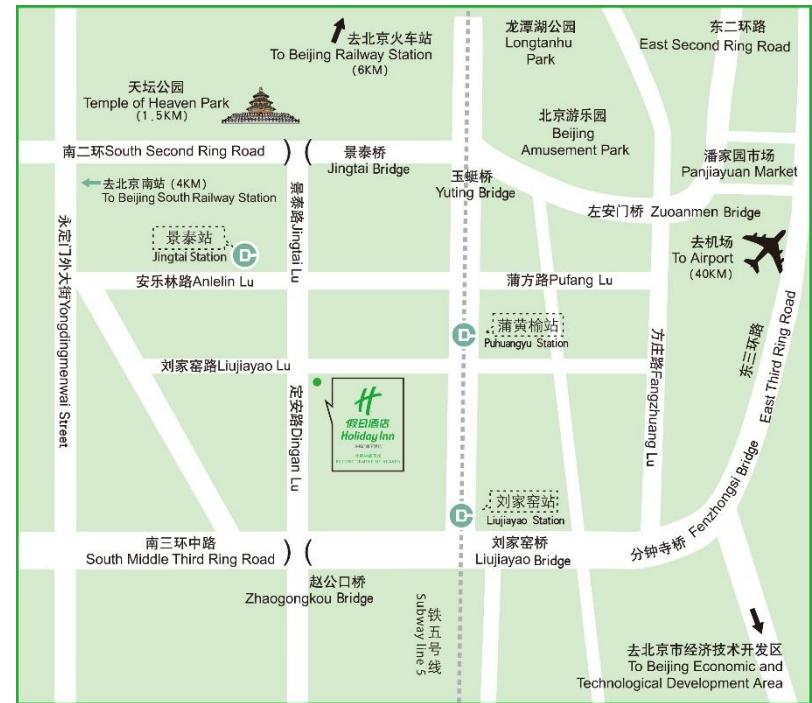 去北京火车站
To Beijing Railway Station
(6KM)
龙潭湖公园
Longtanhu
Park
东二环路
East Second Ring Road
天坛公园
Temple of Heaven Park
(1.5KM)
北京游乐园
Beijing
Amusement Park
南二环South Second Ring Road
景泰桥
Jingtai Bridge
玉蜓桥
Yuting Bridge
潘家园市场
Panjiayuan Market
去北京南站 (4KM)
To Beijing South Railway Station
左安门桥 Zuoanmen Bridge
景泰路Jingtai Lu
永定门外大街Yongdingmenwai Street
景泰站
Jingtai Station
去机场
To Airport
(40KM)
安乐林路Anlelin Lu
蒲方路Pufang Lu
蒲黄榆站
Puhuangyu Station
方庄路Fangzhuang Lu
东三环路 East Third Ring Road
刘家窑路Liujiayao Lu
定安路Dingan Lu
假日酒店
Holiday Inn
刘家窑站
Liujiayao Station
南三环中路
South Middle Third Ring Road
刘家窑桥
Liujiayao Bridge
分钟寺桥 Fenzhongsi Bridge
赵公口桥
Zhaogongkou Bridge
铁五号线
Subway line 5
去北京市经济技术开发区
To Beijing Economic and
Technological Development Area